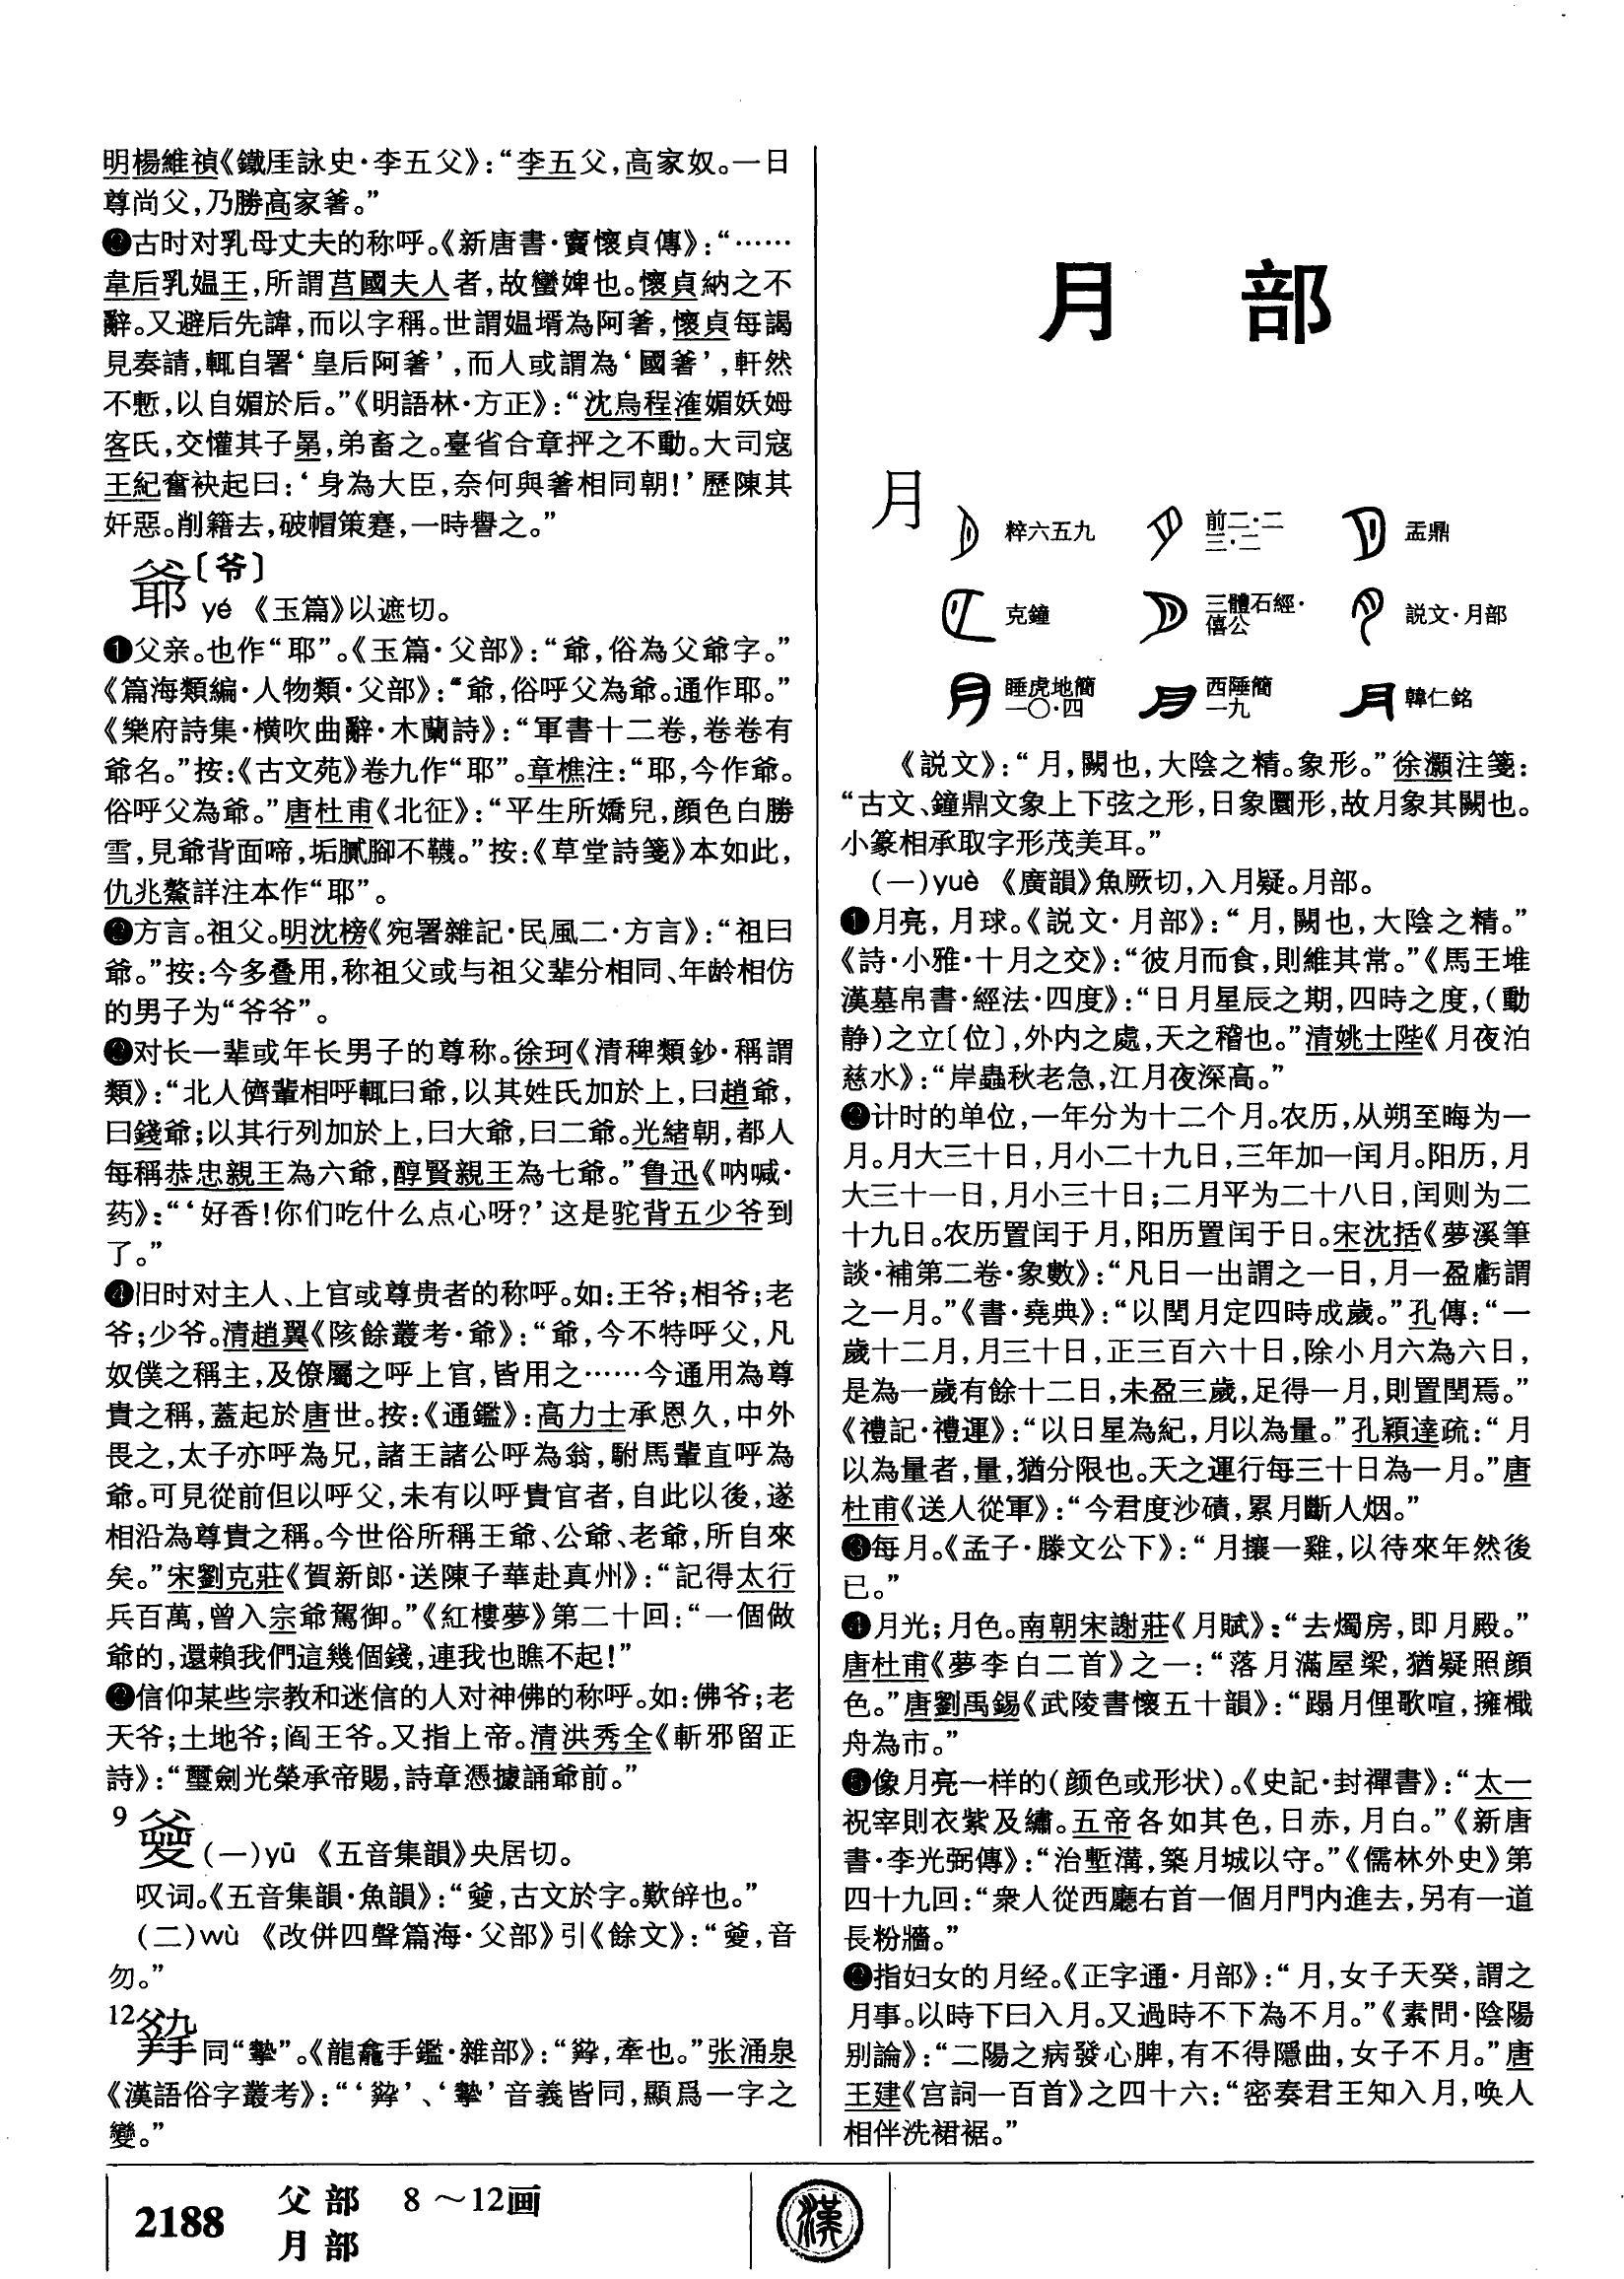 明楊維禎《鐵厓詠史·李五父》：“李五父，高家奴。一日
尊尚父，乃勝高家爹。”
❷古时对乳母丈夫的称呼。《新唐書·竇懷貞傳》：“……
韋后乳媪王，所謂莒國夫人者，故蠻婢也。懷貞納之不
辭。又避后先諱，而以字稱。世謂媪壻為阿㸙，懷貞每謁
見奏請，輒自署‘皇后阿㸙’，而人或謂為‘國㸙’，軒然
不慙，以自媚於后。”《明語林·方正》：“沈烏程㴶媚妖姆
客氏，交懽其子，弟畜之。臺省合章抨之不動。大司寇
王紀奮袂起曰：‘身為大臣，奈何與㸙相同朝！’歷陳其
奸惡。削籍去，破帽策蹇，一時譽之。”
爺〔爷〕
yé 《玉篇》以遮切。
❶父亲。也作“耶”。《玉篇·父部》：“爺，俗為父爺字。”
《篇海類編·人物類·父部》：“爺，俗呼父為爺。通作耶。”
《樂府詩集·横吹曲辭·木蘭詩》：“軍書十二卷，卷卷有
爺名。”按：《古文苑》卷九作“耶”。章樵注：“耶，今作爺。
俗呼父為爺。”唐杜甫《北征》：“平生所嬌兒，顔色白勝
雪，見爺背面啼，垢膩腳不韈。”按：《草堂詩箋》本如此，
仇兆鰲詳注本作“耶”。
❷方言。祖父。明沈榜《宛署雜記·民風二·方言》：“祖曰
爺。”按：今多叠用，称祖父或与祖父辈分相同、年龄相仿
的男子为“爷爷”。
❸对长一辈或年长男子的尊称。徐珂《清稗類鈔·稱謂
類》：“北人儕輩相呼輒曰爺，以其姓氏加於上，曰趙爺，
曰錢爺；以其行列加於上，曰大爺，曰二爺。光緒朝，都人
每稱恭忠親王為六爺，醇賢親王為七爺。”鲁迅《呐喊·
药》：“‘好香！你们吃什么点心呀？’这是驼背五少爷到
了。”
❹旧时对主人、上官或尊贵者的称呼。如：王爷；相爷；老
爷；少爷。清趙翼《陔餘叢考·爺》：“爺，今不特呼父，凡
奴僕之稱主，及僚屬之呼上官，皆用之……今通用為尊
貴之稱，蓋起於唐世。按：《通鑑》：高力士承恩久，中外
畏之，太子亦呼為兄，諸王諸公呼為翁，駙馬輩直呼為
爺。可見從前但以呼父，未有以呼貴官者，自此以後，遂
相沿為尊貴之稱。今世俗所稱王爺、公爺、老爺，所自來
矣。”宋劉克莊《賀新郎·送陳子華赴真州》：“記得太行
兵百萬，曾入宗爺駕御。”《紅樓夢》第二十回：“一個做
爺的，還賴我們這幾個錢，連我也瞧不起！”
❺信仰某些宗教和迷信的人对神佛的称呼。如：佛爷；老
天爷；土地爷；阎王爷。又指上帝。清洪秀全《斬邪留正
詩》：“璽劍光榮承帝賜，詩章憑據誦爺前。”
9
(一)yū 《五音集韻》央居切。
叹词。《五音集韻·魚韻》：“，古文於字。歎辝也。”
(二)wù 《改併四聲篇海·父部》引《餘文》：“，音
勿。”
12
同“摰”。《龍龕手鑑·雜部》：“，牽也。”张涌泉
《漢語俗字叢考》：“‘’、‘’音義皆同，顯爲一字之
變。”
月 部
月
粹六五九 前二·二三·二 盂鼎
克鐘 三體石經·僖公 説文·月部
睡虎地簡一〇·四 西陲簡一九 韓仁銘
《説文》：“月，闕也，大陰之精。象形。”徐灝注箋：
“古文、鐘鼎文象上下弦之形，日象圜形，故月象其闕也。
小篆相承取字形茂美耳。”
(一)yuè 《廣韻》魚厥切，入月疑。月部。
❶月亮，月球。《説文·月部》：“月，闕也，大陰之精。”
《詩·小雅·十月之交》：“彼月而食，則維其常。”《馬王堆
漢墓帛書·經法·四度》：“日月星辰之期，四時之度，(動
静)之立〔位〕，外内之處，天之稽也。”清姚士陛《月夜泊
慈水》：“岸蟲秋老急，江月夜深高。”
❷计时的单位，一年分为十二个月。农历，从朔至晦为一
月。月大三十日，月小二十九日，三年加一闰月。阳历，月
大三十一日，月小三十日；二月平为二十八日，闰则为二
十九日。农历置闰于月，阳历置闰于日。宋沈括《夢溪筆
談·補第二卷·象數》：“凡日一出謂之一日，月一盈虧謂
之一月。”《書·堯典》：“以閏月定四時成歲。”孔傳：“一
歲十二月，月三十日，正三百六十日，除小月六為六日，
是為一歲有餘十二日，未盈三歲，足得一月，則置閏焉。”
《禮記·禮運》：“以日星為紀，月以為量。”孔穎達疏：“月
以為量者，量，猶分限也。天之運行每三十日為一月。”唐
杜甫《送人從軍》：“今君度沙磧，累月斷人烟。”
❸每月。《孟子·滕文公下》：“月攘一雞，以待來年然後
已。”
❹月光；月色。南朝宋謝莊《月賦》：“去燭房，即月殿。”
唐杜甫《夢李白二首》之一：“落月滿屋梁，猶疑照顔
色。”唐劉禹錫《武陵書懷五十韻》：“蹋月俚歌喧，擁檝
舟為市。”
❺像月亮一样的(颜色或形状)。《史記·封禪書》：“太一
祝宰則衣紫及繡。五帝各如其色，日赤，月白。”《新唐
書·李光弼傳》：“治塹溝，築月城以守。”《儒林外史》第
四十九回：“衆人從西廳右首一個月門内進去，另有一道
長粉牆。”
❻指妇女的月经。《正字通·月部》：“月，女子天癸，謂之
月事。以時下曰入月。又過時不下為不月。”《素問·陰陽
别論》：“二陽之病發心脾，有不得隱曲，女子不月。”唐
王建《宫詞一百首》之四十六：“密奏君王知入月，唤人
相伴洗裙裾。”
2188
父部 8～12画
月部
漢